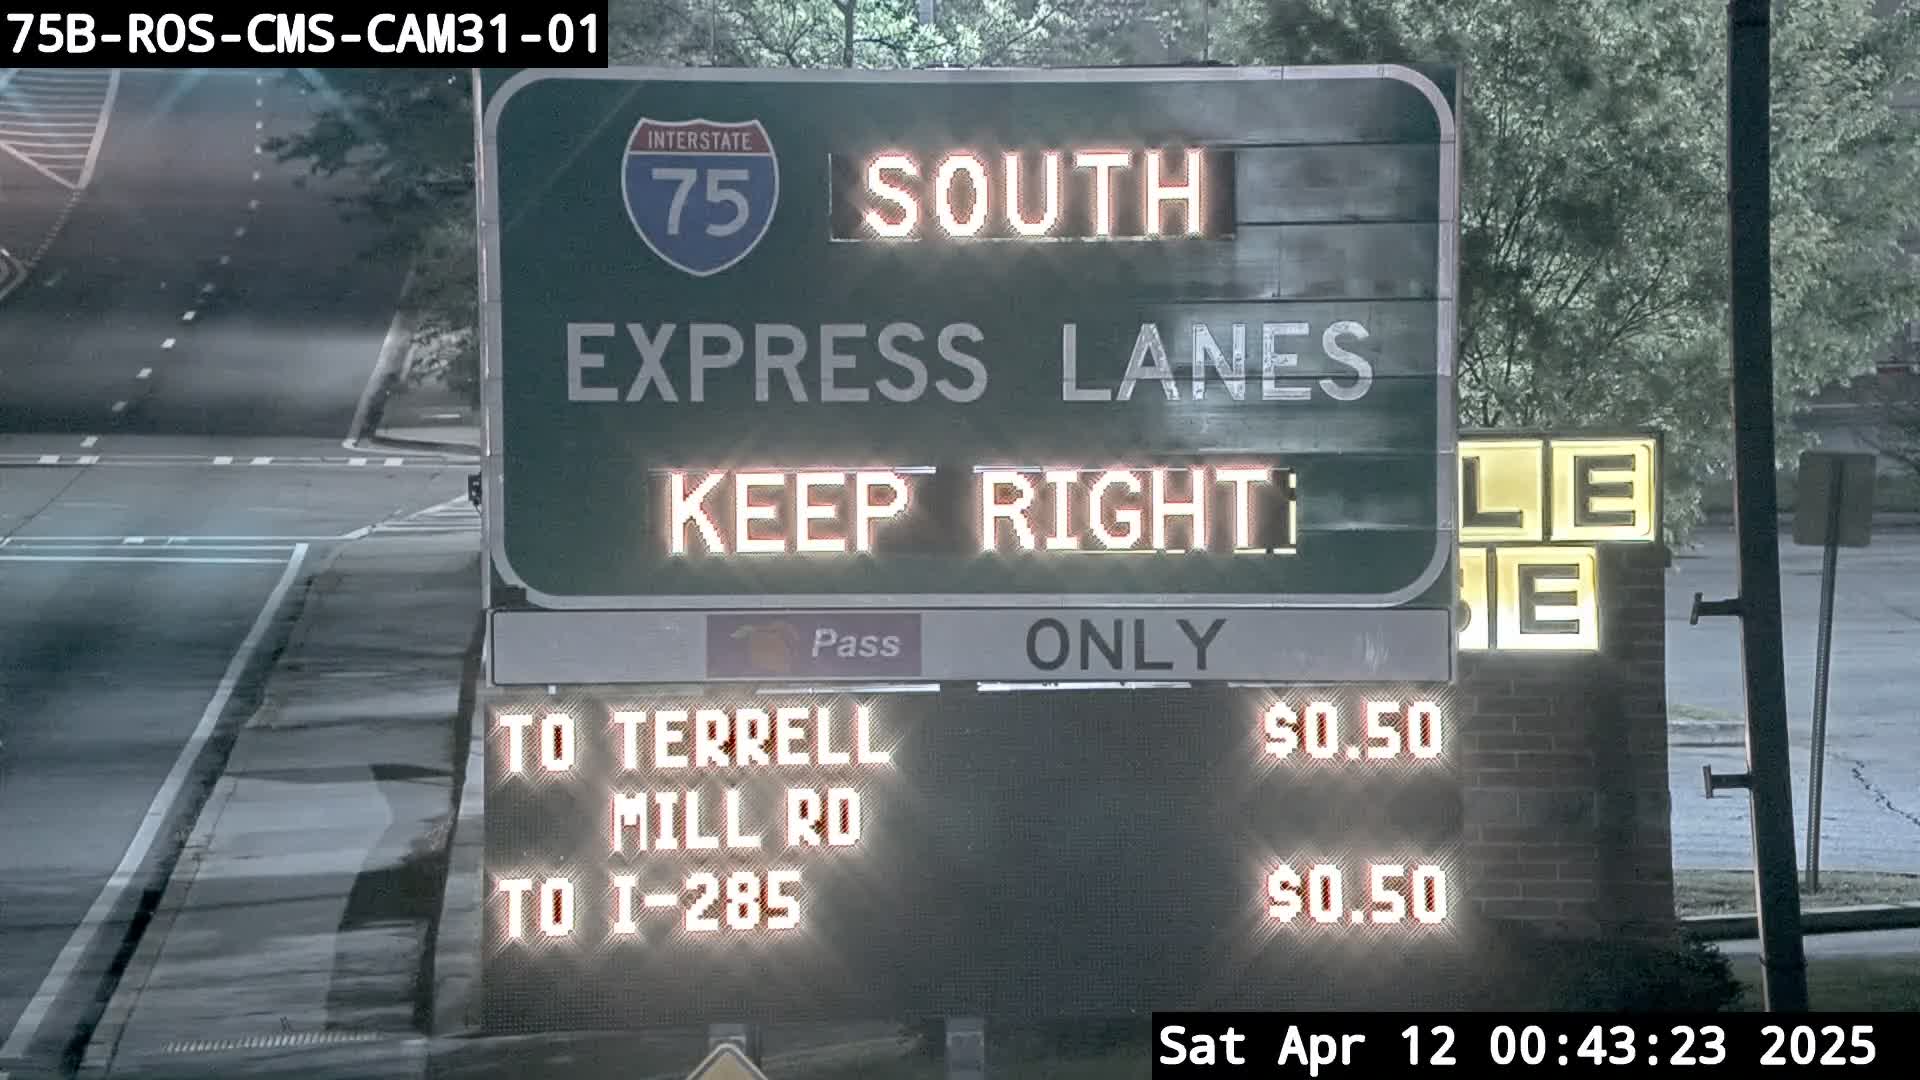 75B-ROS-CMS-CAM31-01
INTERSTATE
75
SOUTH
EXPRESS LANES
KEEP RIGHT
Pass ONLY
TO TERRELL $0.50
MILL RD
TO I-285 $0.50
LE
E
Sat Apr 12 00:43:23 2025